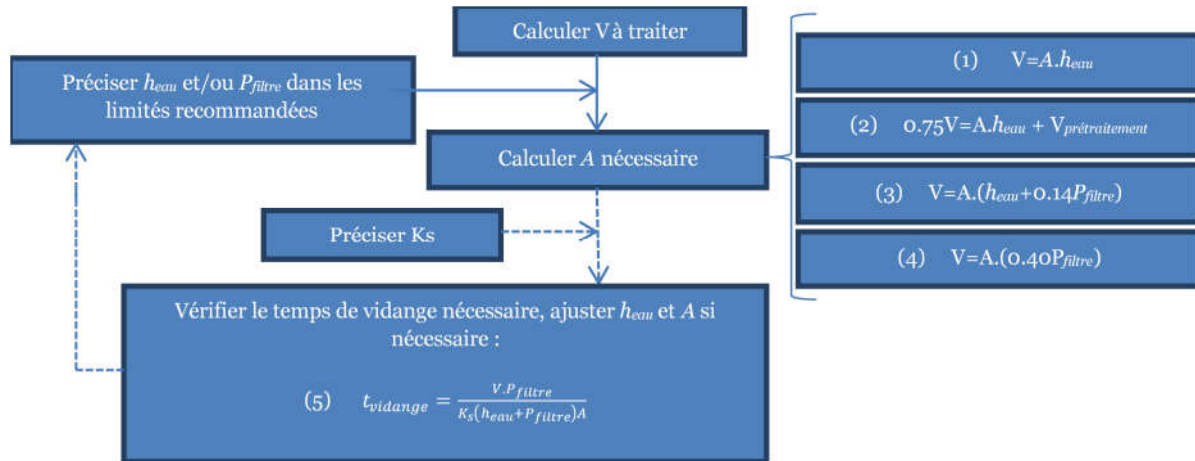 Calculer V à traiter
Préciser heau et/ou Pfiltre dans les
limités recommandées
Calculer A nécessaire
Préciser Ks
Vérifier le temps de vidange nécessaire, ajuster heau et A si
nécessaire :
(5) tvidange = V.Pfiltre / Ks(heau+Pfiltre)A
(1) V=A.heau
(2) 0.75V=A.heau + Vprétraitement
(3) V=A.(heau+0.14Pfiltre)
(4) V=A.(0.40Pfiltre)